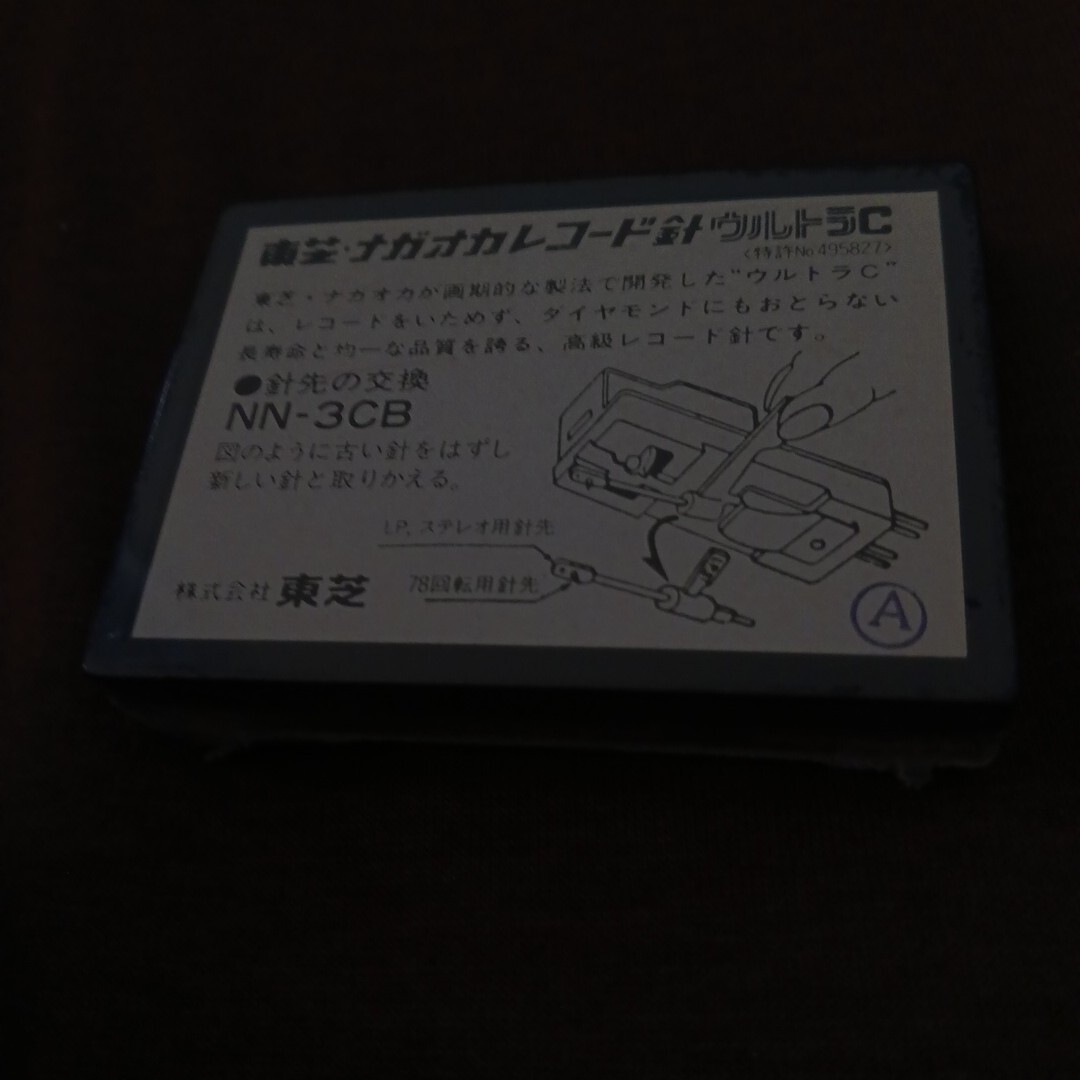 東芝・ナガオカレコード針ウルトラC
<特許No.495827>
東芝・ナガオカが画期的な製法で開発した"ウルトラC"
は、レコードをいためず、ダイヤモンドにもおとらない
長寿命と均一な品質を誇る、高級レコード針です。
●針先の交換
NN-3CB
図のように古い針をはずし
新しい針と取りかえる。
LP,ステレオ用針先
78回転用針先
株式会社 東芝
A